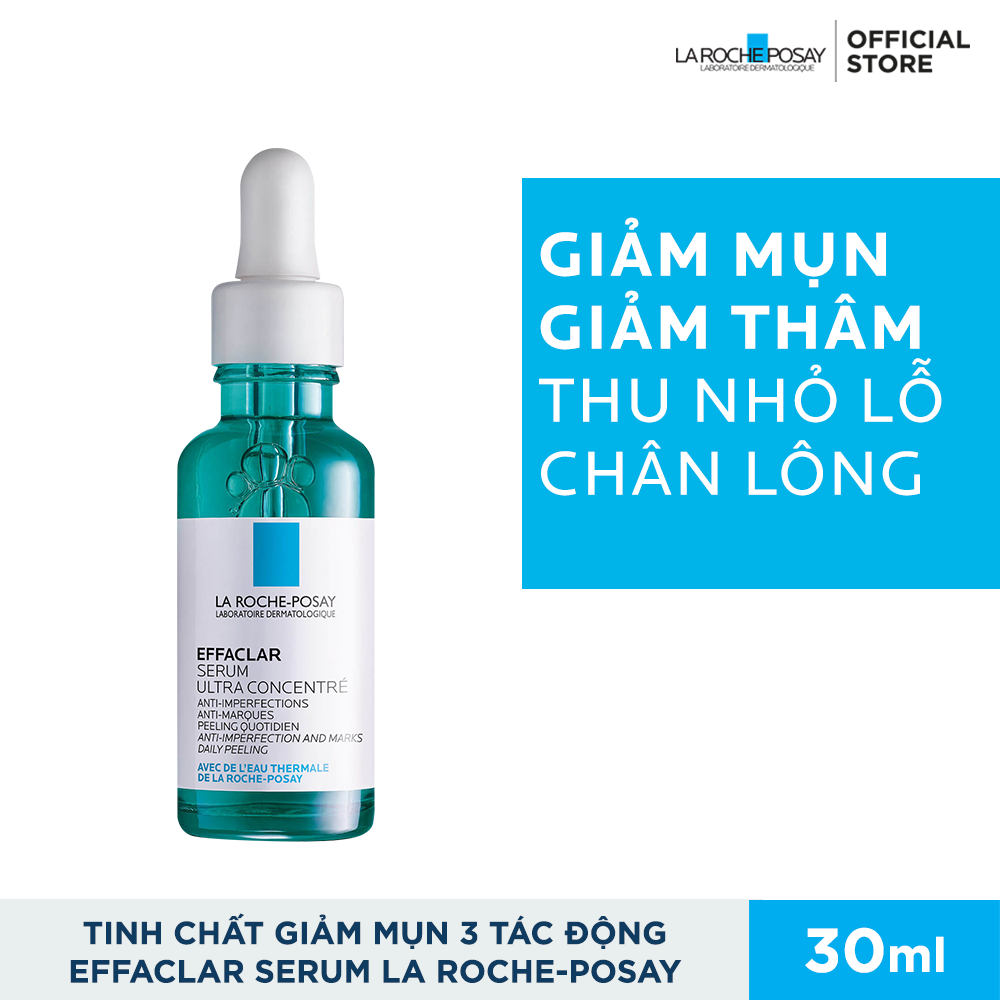 LA ROCHE POSAY
LABORATOIRE DERMATOLOGIQUE
OFFICIAL
STORE
GIẢM MỤN
GIẢM THÂM
THU NHỎ LỖ
CHÂN LÔNG
LA ROCHE-POSAY
LABORATOIRE DERMATOLOGIQUE
EFFACLAR
SERUM
ULTRA CONCENTRÉ
ANTI-IMPERFECTIONS
ANTI-MARQUES
PEELING QUOTIDIEN
ANTI-IMPERFECTION AND MARKS
DAILY PEELING
AVEC DE L'EAU THERMALE
DE LA ROCHE-POSAY
TINH CHẤT GIẢM MỤN 3 TÁC ĐỘNG
EFFACLAR SERUM LA ROCHE-POSAY
30ml